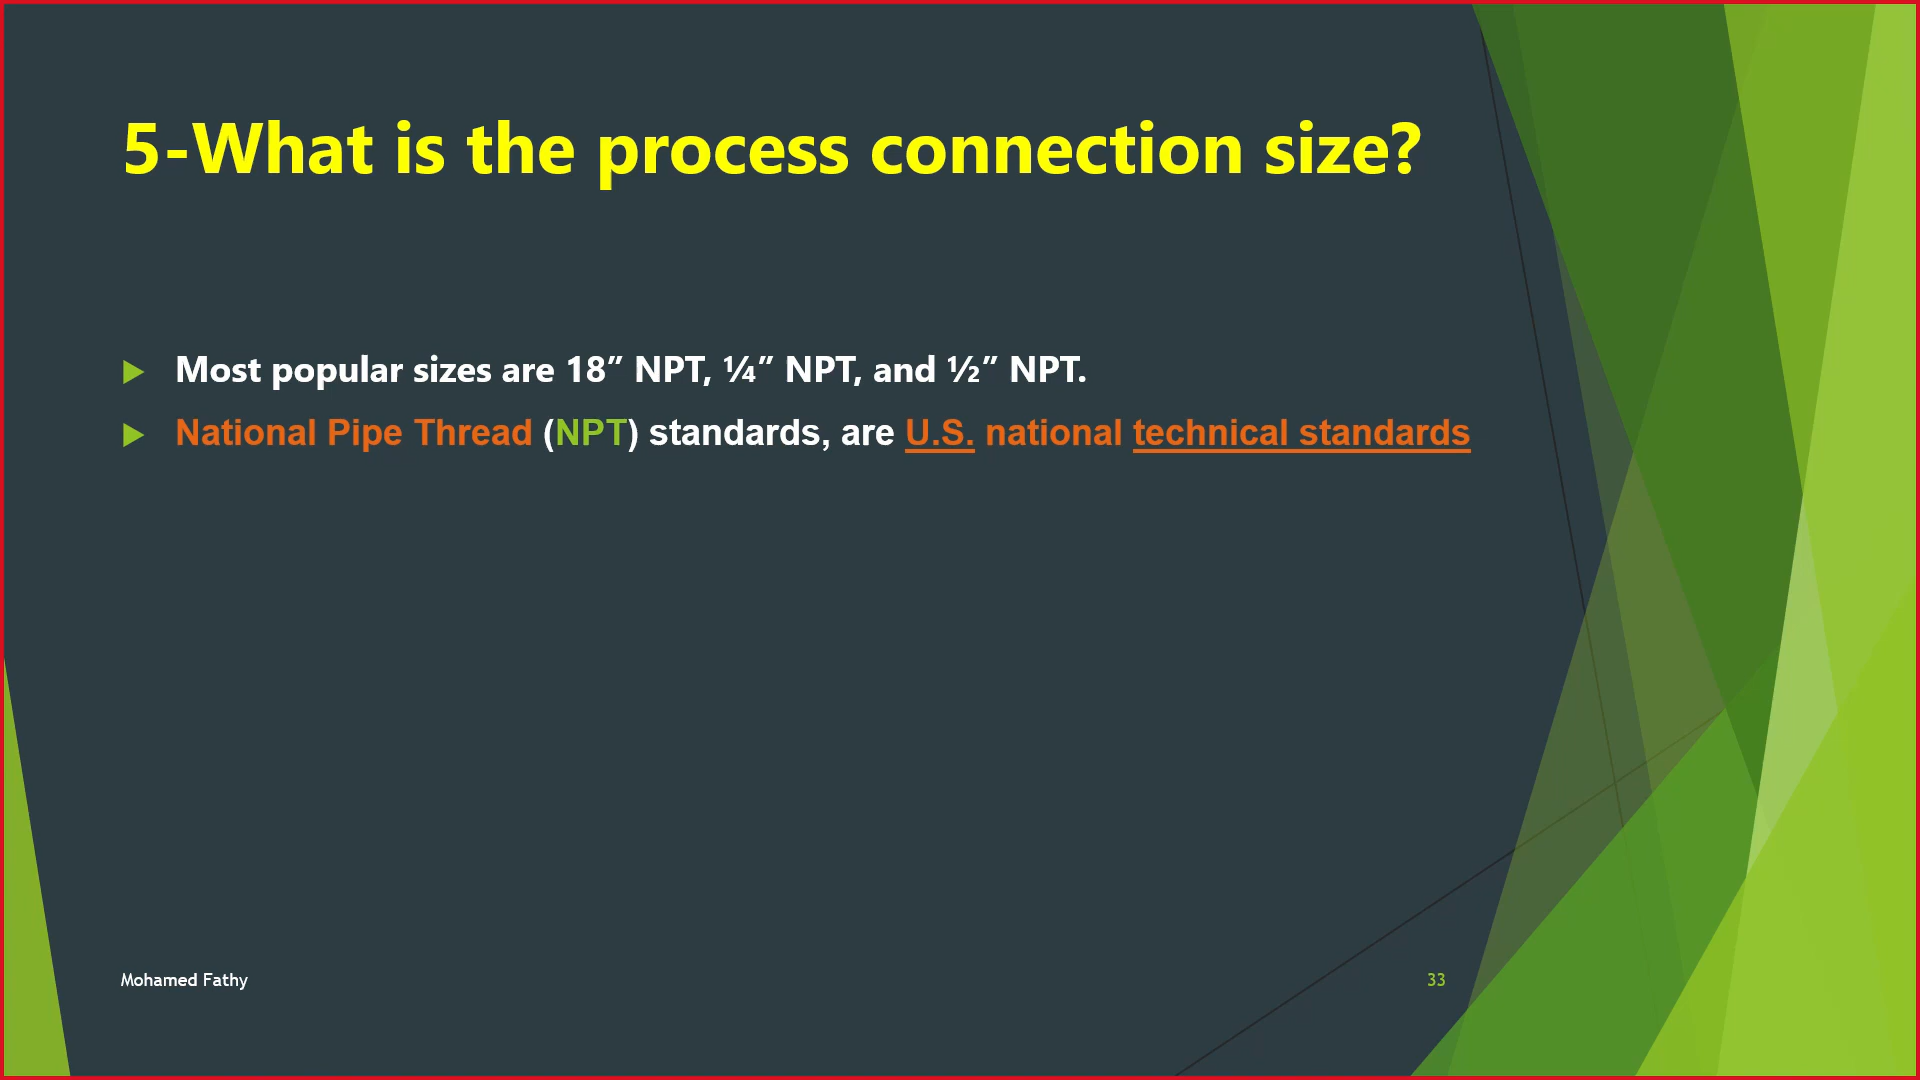 5-What is the process connection size?
Most popular sizes are 18″ NPT, ¼″ NPT, and ½″ NPT.
National Pipe Thread (NPT) standards, are U.S. national technical standards
Mohamed Fathy
33